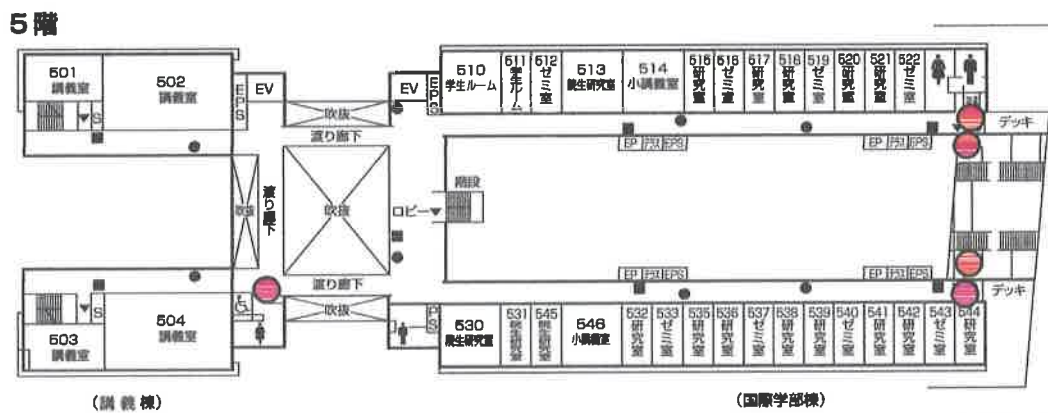 5階
501
講義室
502
講義室
EPS
EV
S
吹抜
渡り廊下
渡り廊下
吹抜
吹抜
ロビー
階段
EV
EPS
510
学生ルーム
511
学生ルーム
512
ゼミ室
513
院生研究室
514
小講義室
515
研究室
516
ゼミ室
517
研究室
518
研究室
519
ゼミ室
520
研究室
521
研究室
522
ゼミ室
デッキ
EP
EPS
EP
EPS
EP
EPS
EP
EPS
503
講義室
S
504
講義室
渡り廊下
吹抜
PS
530
院生研究室
531
院生研究室
545
院生研究室
546
小講義室
532
研究室
533
ゼミ室
535
研究室
536
研究室
537
ゼミ室
538
研究室
539
研究室
540
ゼミ室
541
研究室
542
研究室
543
ゼミ室
544
研究室
デッキ
(講義棟)
(国際学部棟)